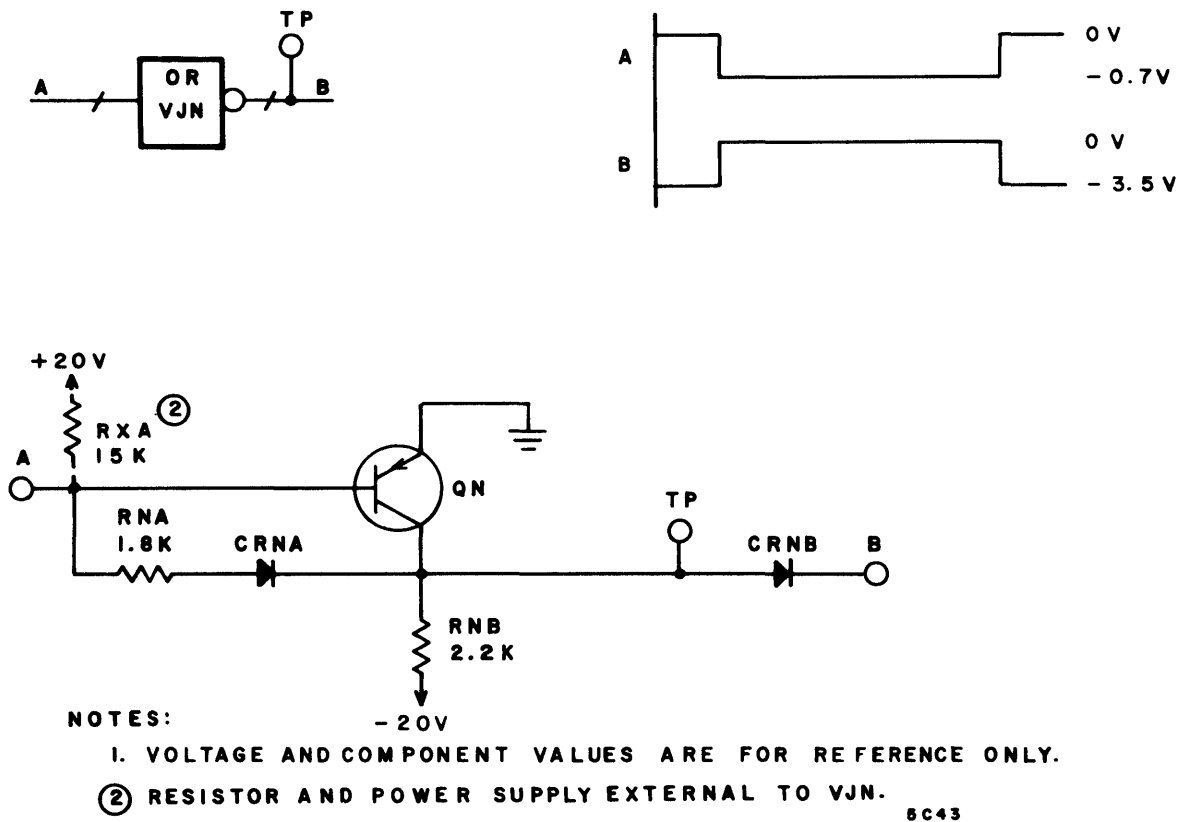 TP
A
OR
VJN
B
A
0 V
-0.7V
B
0 V
-3.5 V
+20V
②
RXA
15K
A
QN
RNA
1.8K
CRNA
TP
CRNB
B
RNB
2.2K
-20V
NOTES:
1. VOLTAGE AND COMPONENT VALUES ARE FOR REFERENCE ONLY.
② RESISTOR AND POWER SUPPLY EXTERNAL TO VJN.
5C43